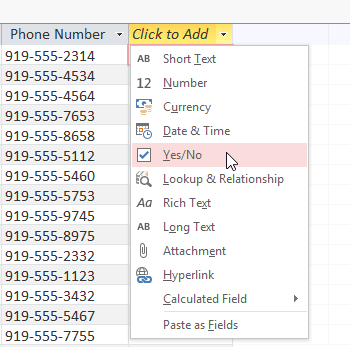 Phone Number Click to Add
919-555-2314
919-555-4534
919-555-4564
919-555-7653
919-555-8658
919-555-5112
919-555-5460
919-555-5753
919-555-9745
919-555-8975
919-555-2332
919-555-1123
919-555-3432
919-555-5467
919-555-7755
AB Short Text
12 Number
Currency
Date & Time
Yes/No
Lookup & Relationship
Aa Rich Text
AB Long Text
Attachment
Hyperlink
Calculated Field
Paste as Fields